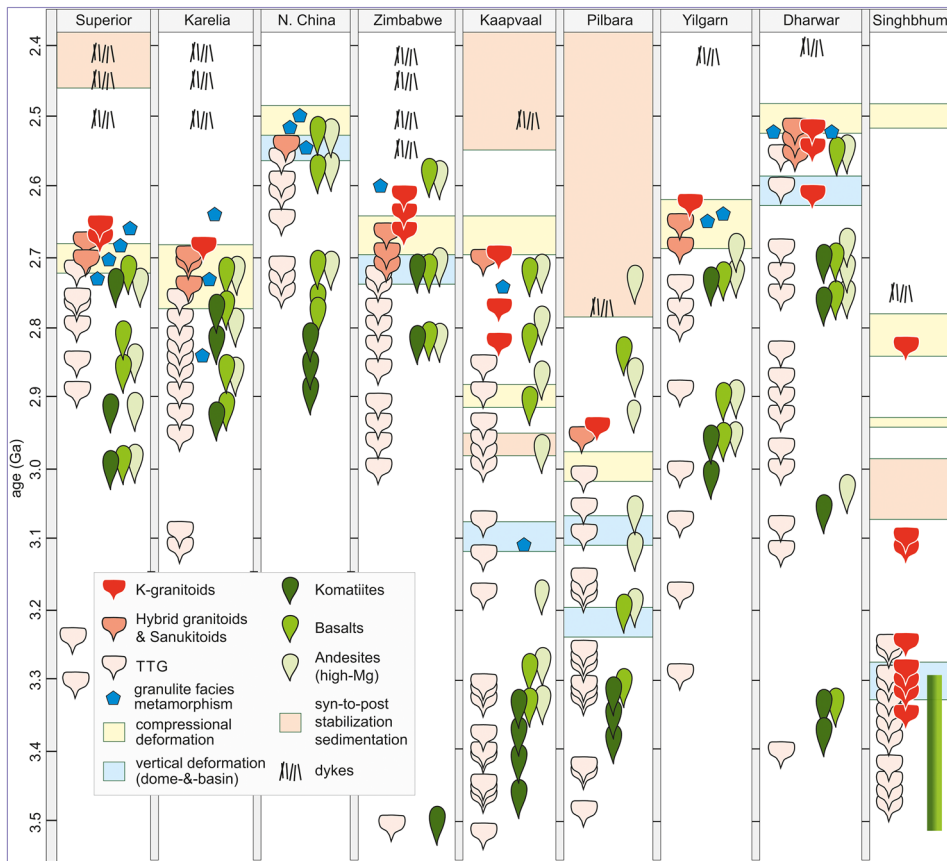 Superior Karelia N. China Zimbabwe Kaapvaal Pilbara Yilgarn Dharwar Singhbhum
age (Ga)
2.4
2.5
2.6
2.7
2.8
2.9
3.0
3.1
3.2
3.3
3.4
3.5
K-granitoids
Hybrid granitoids
& Sanukitoids
TTG
granulite facies
metamorphism
compressional
deformation
vertical deformation
(dome-&-basin)
Komatiites
Basalts
Andesites
(high-Mg)
syn-to-post
stabilization
sedimentation
dykes